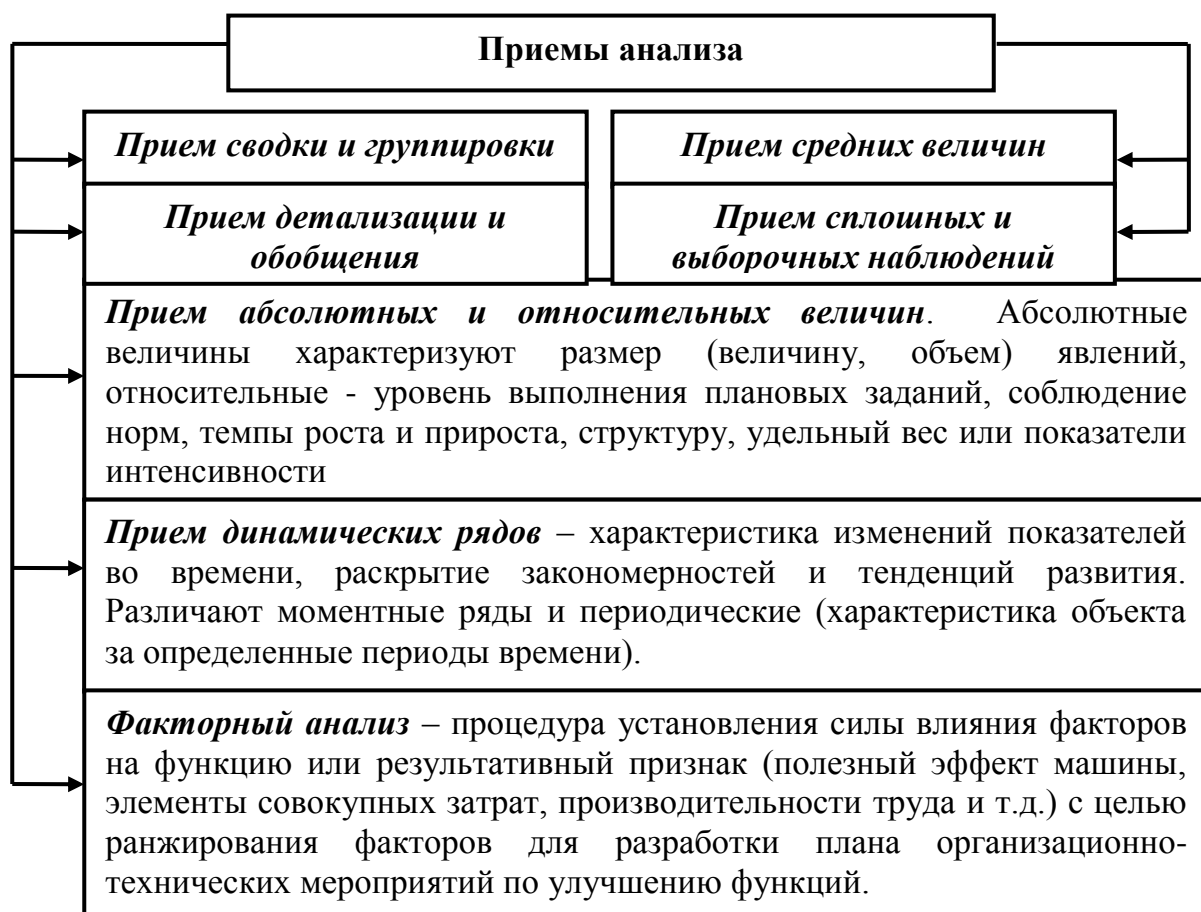 Приемы анализа
Прием сводки и группировки
Прием средних величин
Прием детализации и
обобщения
Прием сплошных и
выборочных наблюдений
Прием абсолютных и относительных величин. Абсолютные
величины характеризуют размер (величину, объем) явлений,
относительные - уровень выполнения плановых заданий, соблюдение
норм, темпы роста и прироста, структуру, удельный вес или показатели
интенсивности
Прием динамических рядов – характеристика изменений показателей
во времени, раскрытие закономерностей и тенденций развития.
Различают моментные ряды и периодические (характеристика объекта
за определенные периоды времени).
Факторный анализ – процедура установления силы влияния факторов
на функцию или результативный признак (полезный эффект машины,
элементы совокупных затрат, производительности труда и т.д.) с целью
ранжирования факторов для разработки плана организационно-
технических мероприятий по улучшению функций.